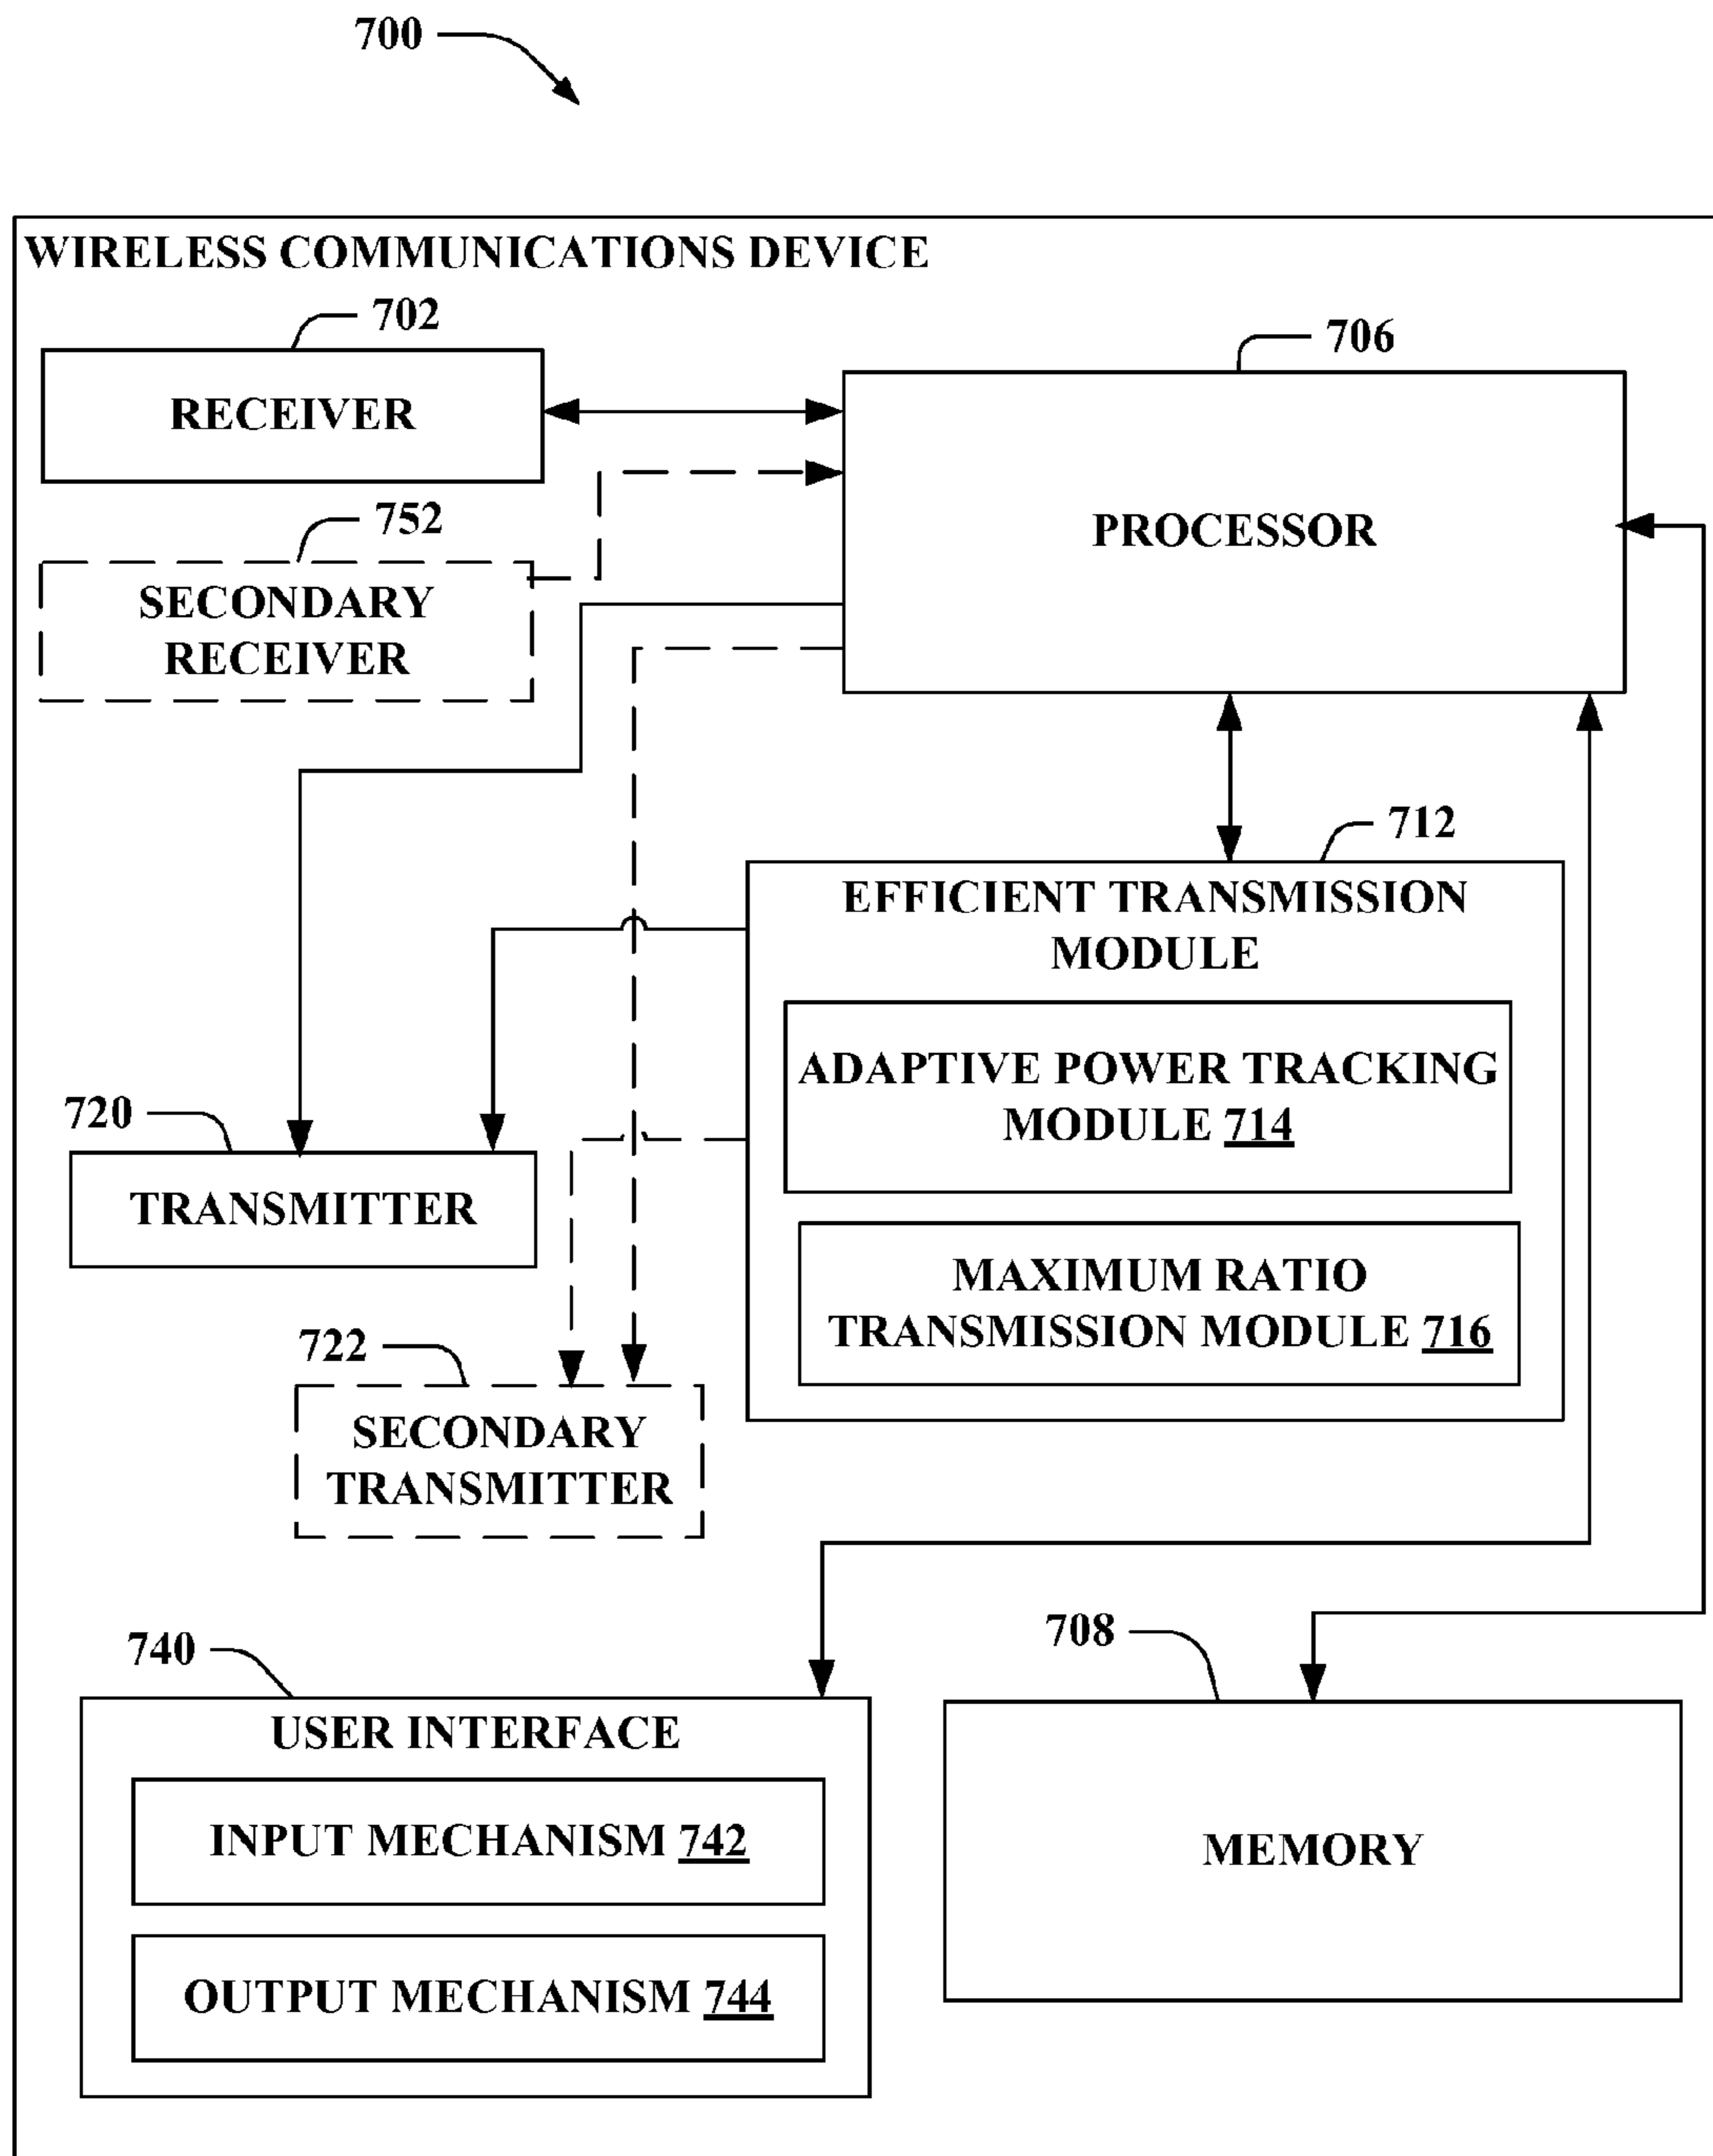 700
WIRELESS COMMUNICATIONS DEVICE
702
RECEIVER
706
PROCESSOR
752
SECONDARY
RECEIVER
712
EFFICIENT TRANSMISSION
MODULE
ADAPTIVE POWER TRACKING
MODULE 714
720
TRANSMITTER
MAXIMUM RATIO
TRANSMISSION MODULE 716
722
SECONDARY
TRANSMITTER
740
USER INTERFACE
INPUT MECHANISM 742
OUTPUT MECHANISM 744
708
MEMORY